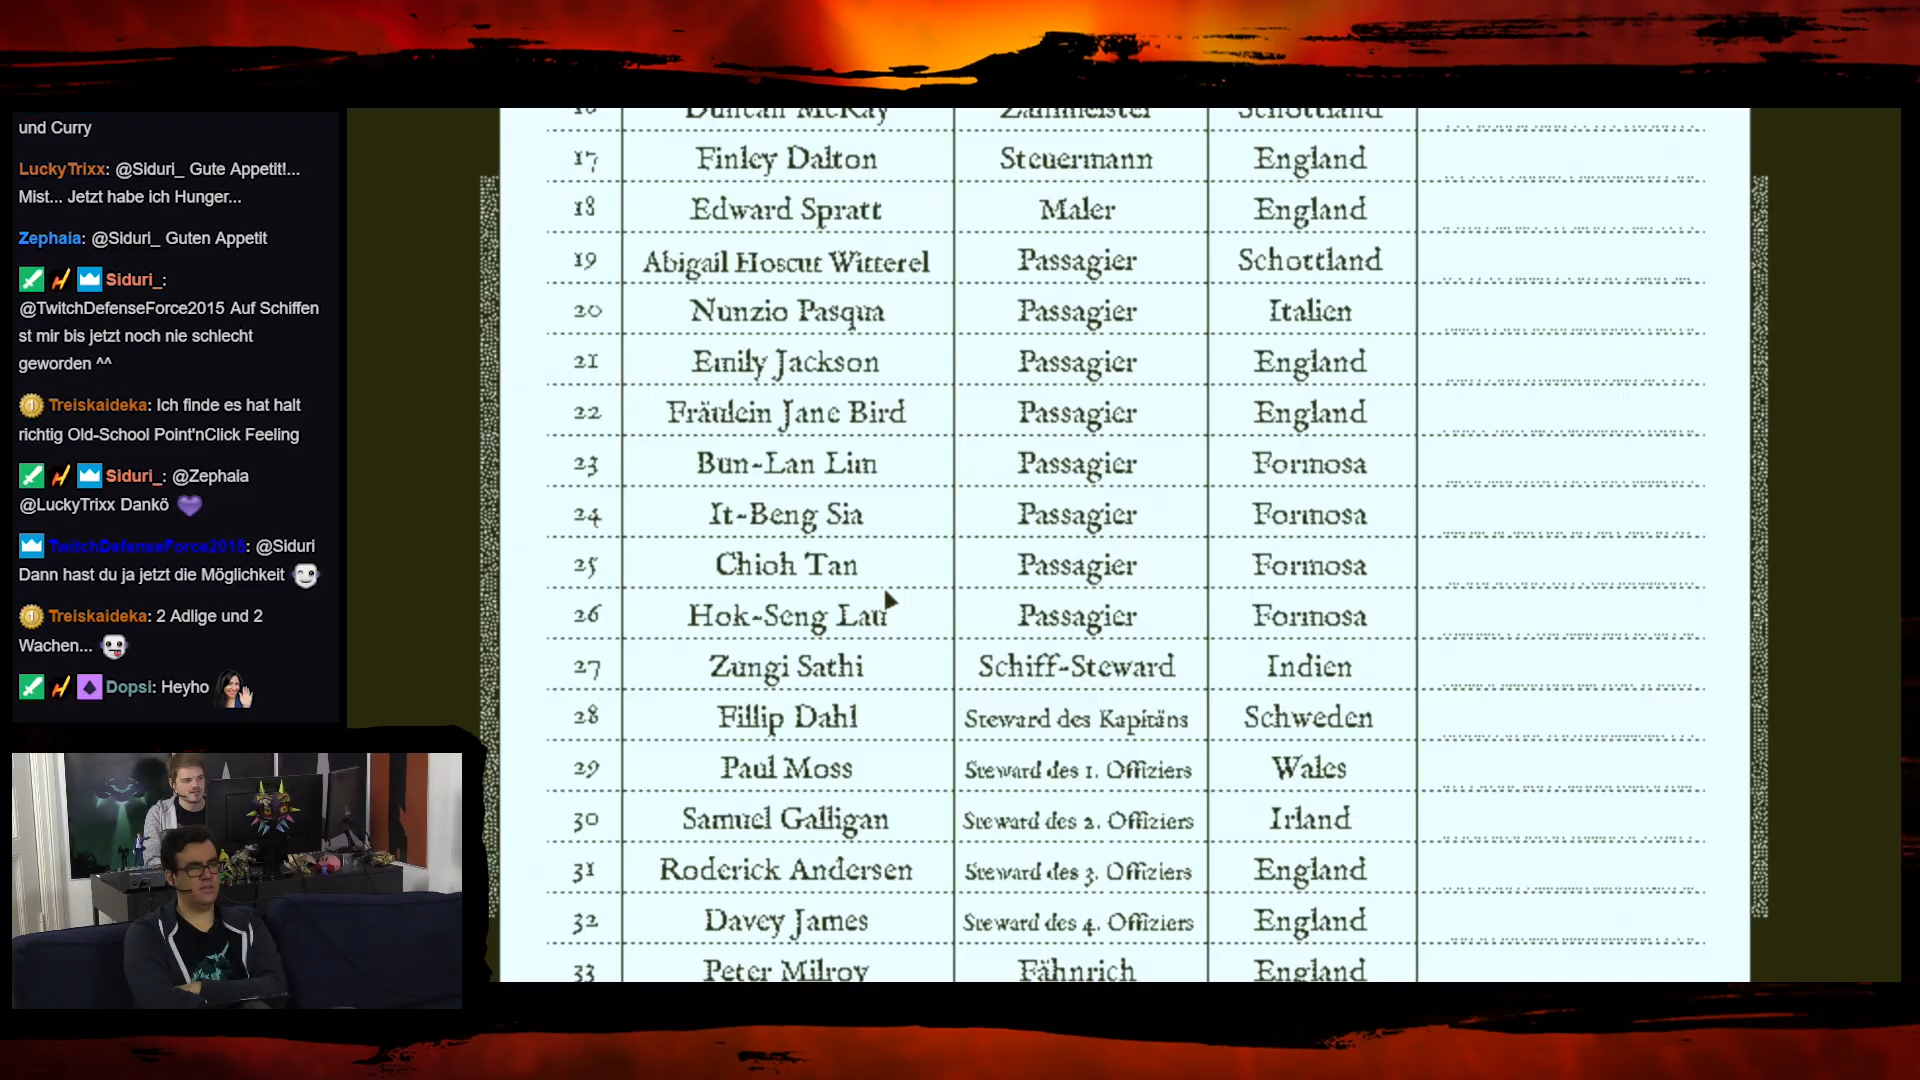 und Curry
LuckyTrixx: @Siduri_ Gute Appetit!...
Mist... Jetzt habe ich Hunger...
Zephaia: @Siduri_ Guten Appetit
Siduri_:
@TwitchDefenseForce2015 Auf Schiffen
st mir bis jetzt noch nie schlecht
geworden ^^
Treiskaideka: Ich finde es hat halt
richtig Old-School Point'nClick Feeling
Siduri_: @Zephaia
@LuckyTrixx Dankö
TwitchDefenseForce2015: @Siduri
Dann hast du ja jetzt die Möglichkeit
Treiskaideka: 2 Adlige und 2
Wachen...
Dopsi: Heyho
Duncan McKay Zahlmeister Schottland
17 Finley Dalton Steuermann England
18 Edward Spratt Maler England
19 Abigail Hoscut Witterel Passagier Schottland
20 Nunzio Pasqua Passagier Italien
21 Emily Jackson Passagier England
22 Fräulein Jane Bird Passagier England
23 Bun-Lan Lim Passagier Formosa
24 It-Beng Sia Passagier Formosa
25 Chioh Tan Passagier Formosa
26 Hok-Seng Lau Passagier Formosa
27 Zungi Sathi Schiff-Steward Indien
28 Fillip Dahl Steward des Kapitäns Schweden
29 Paul Moss Steward des 1. Offiziers Wales
30 Samuel Galligan Steward des 2. Offiziers Irland
31 Roderick Andersen Steward des 3. Offiziers England
32 Davey James Steward des 4. Offiziers England
33 Peter Milroy Fähnrich England